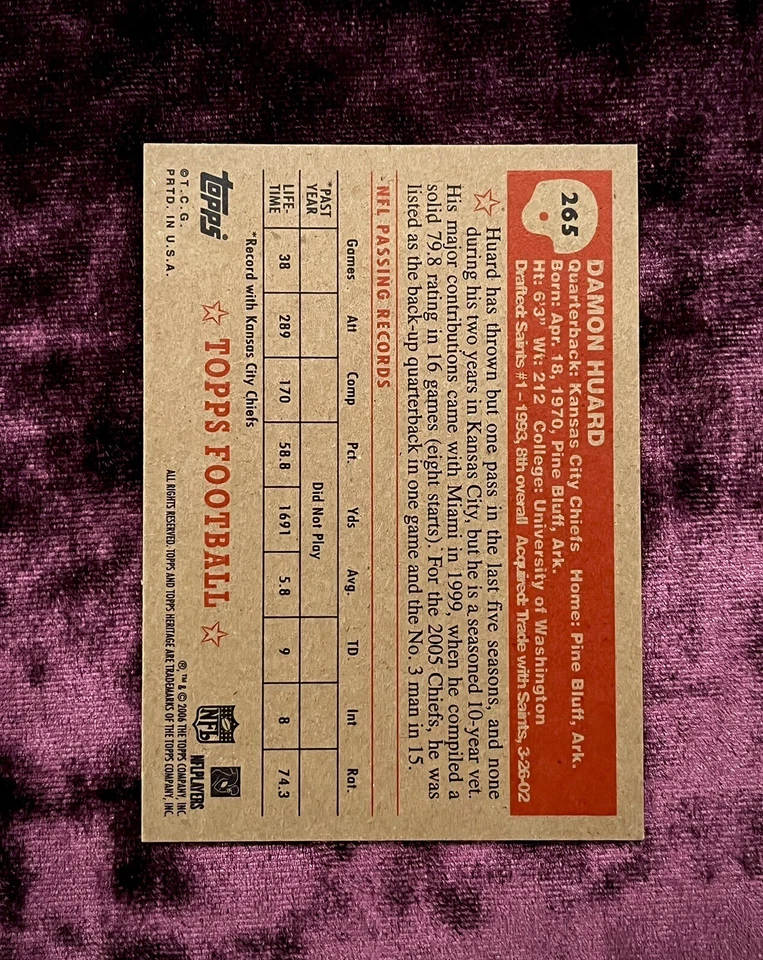 265
DAMON HUARD
Quarterback: Kansas City Chiefs Home: Pine Bluff, Ark.
Born: Apr. 18, 1970, Pine Bluff, Ark.
Ht: 6'3" Wt: 212 College: University of Washington
Drafted: Saints #1 – 1993, 8th overall Acquired: Trade with Saints, 3-26-02
Huard has thrown but one pass in the last five seasons, and none
during his two years in Kansas City, but he is a seasoned 10-year vet.
His major contributions came with Miami in 1999, when he compiled a
solid 79.8 rating in 16 games (eight starts). For the 2005 Chiefs, he was
listed as the back-up quarterback in one game and the No. 3 man in 15.
NFL PASSING RECORDS
Games Att Comp Pct. Yds Avg. TD Int Rat.
*PAST YEAR Did Not Play
LIFE-TIME 38 289 170 58.8 1691 5.8 9 8 74.3
*Record with Kansas City Chiefs
topps TOPPS FOOTBALL NFL NFL PLAYERS
©T.C.G.
PRTD. IN U.S.A.
®, ™ & © 2006 THE TOPPS COMPANY, INC.
ALL RIGHTS RESERVED. TOPPS AND TOPPS HERITAGE ARE TRADEMARKS OF THE TOPPS COMPANY, INC.